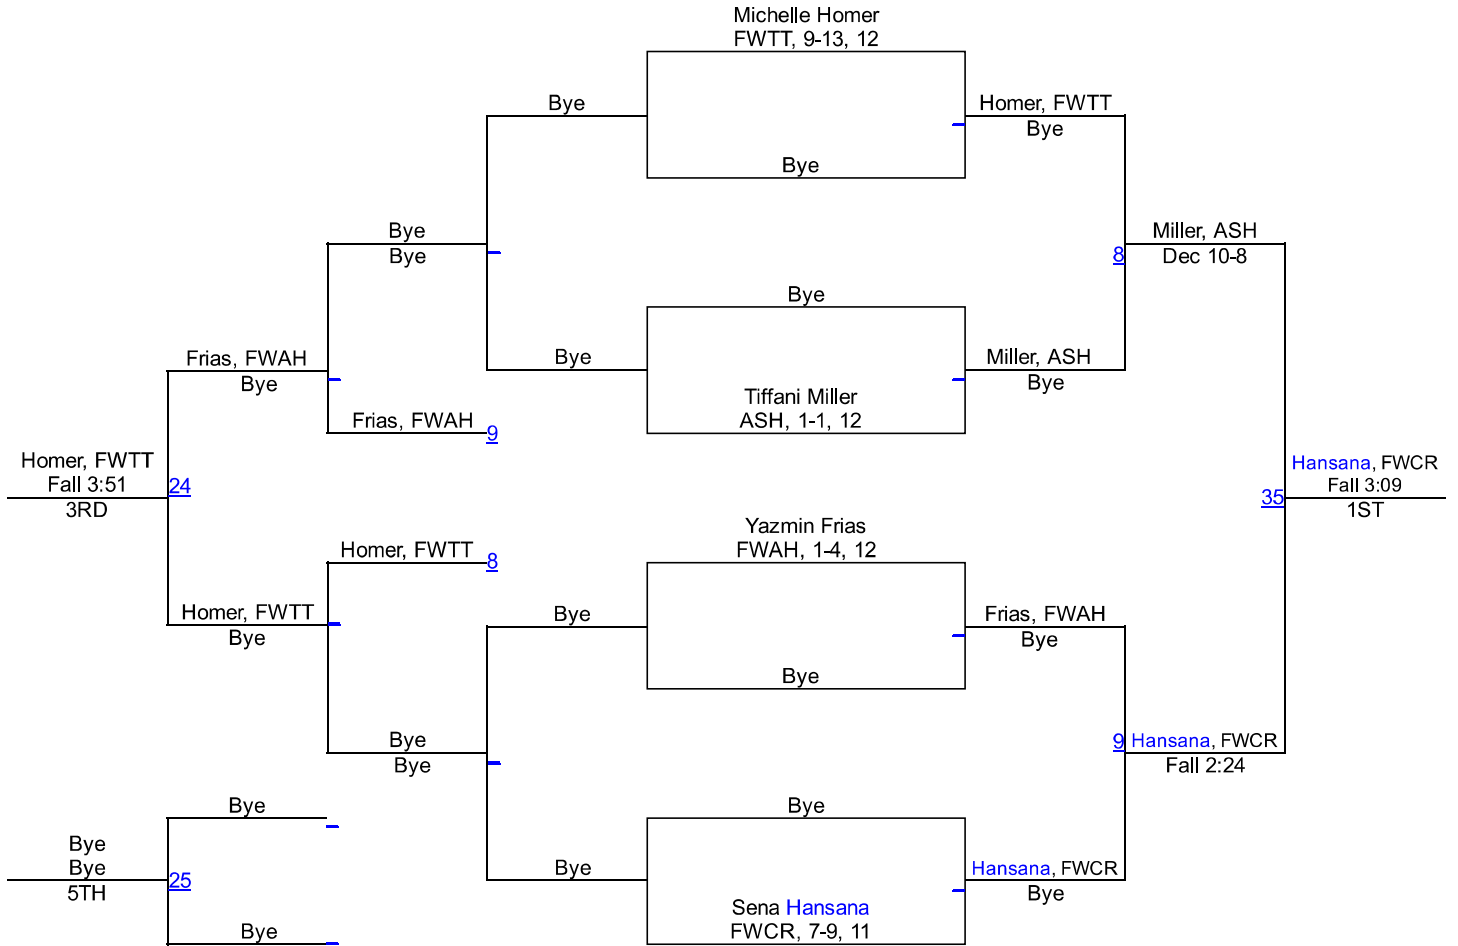 Michelle Homer
FWTT, 9-13, 12
Bye
Homer, FWTT
Bye
Bye
Bye
Bye
Miller, ASH
8
Dec 10-8
Bye
Bye
Miller, ASH
Bye
Tiffani Miller
ASH, 1-1, 12
Frias, FWAH
Bye
Frias, FWAH
9
Homer, FWTT
Fall 3:51
3RD
24
Hansana, FWCR
Fall 3:09
1ST
35
Yazmin Frias
FWAH, 1-4, 12
Homer, FWTT
8
Homer, FWTT
Bye
Bye
Frias, FWAH
Bye
Bye
Bye
Bye
9
Hansana, FWCR
Fall 2:24
Bye
Bye
Bye
Bye
5TH
25
Bye
Bye
Hansana, FWCR
Bye
Sena Hansana
FWCR, 7-9, 11